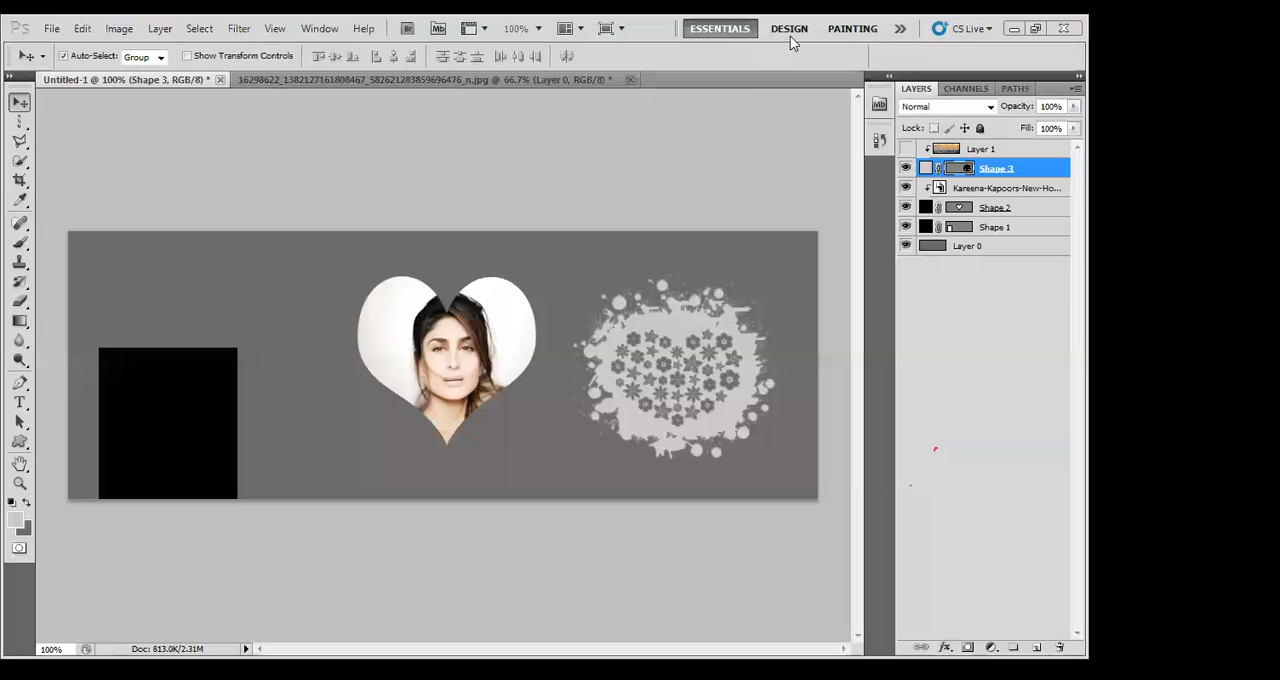 Ps File Edit Image Layer Select Filter View Window Help Br Mb 100% ESSENTIALS DESIGN PAINTING CS Live
Auto-Select: Group Show Transform Controls
Untitled-1 @ 100% (Shape 3, RGB/8) * 16298622_1382127161808467_582621283859696476_n.jpg @ 66.7% (Layer 0, RGB/8) *
LAYERS CHANNELS PATHS
Mb
Normal Opacity: 100%
Lock: Fill: 100%
Layer 1
Shape 3
Kareena-Kapoors-New-Ho...
Shape 2
Shape 1
Layer 0
T
100% Doc: 813.0K/2.31M
fx